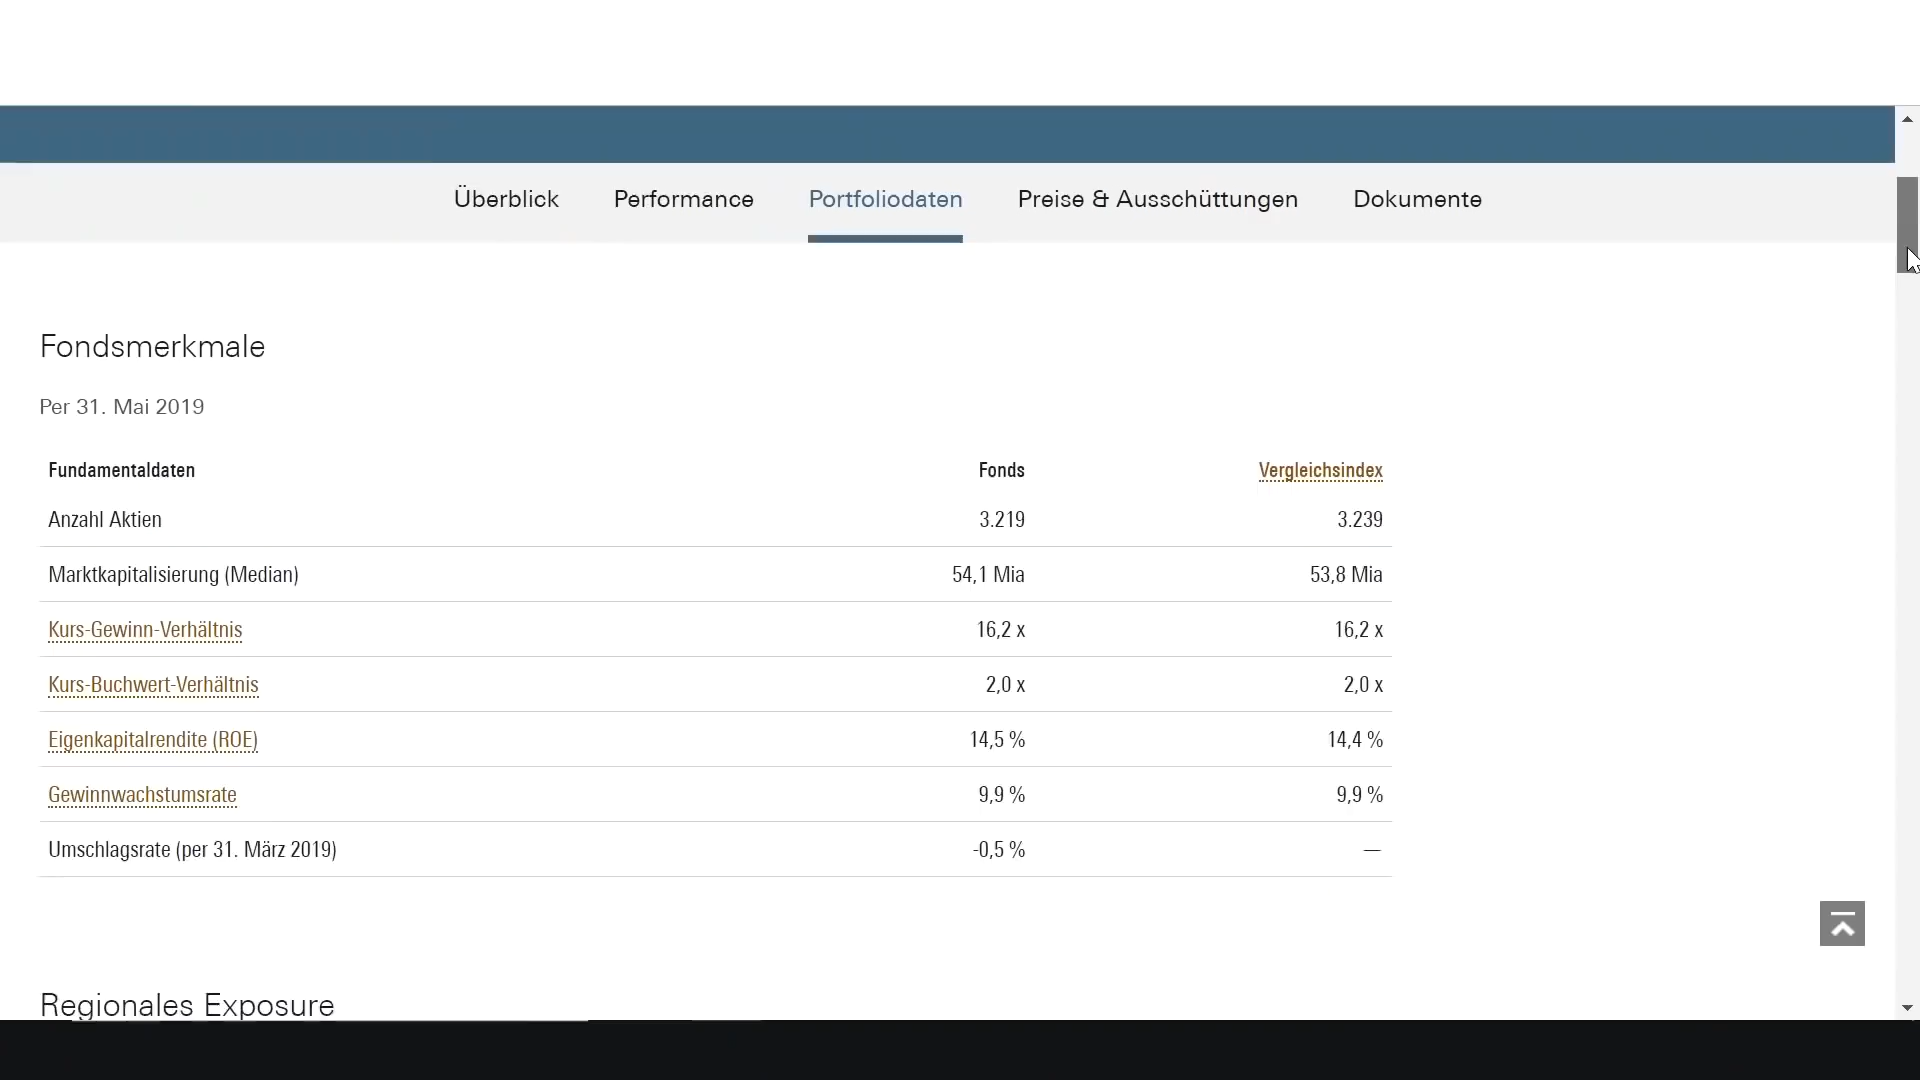 Überblick Performance Portfoliodaten Preise & Ausschüttungen Dokumente
Fondsmerkmale
Per 31. Mai 2019
Fundamentaldaten Fonds Vergleichsindex
Anzahl Aktien 3.219 3.239
Marktkapitalisierung (Median) 54,1 Mia 53,8 Mia
Kurs-Gewinn-Verhältnis 16,2 x 16,2 x
Kurs-Buchwert-Verhältnis 2,0 x 2,0 x
Eigenkapitalrendite (ROE) 14,5 % 14,4 %
Gewinnwachstumsrate 9,9 % 9,9 %
Umschlagsrate (per 31. März 2019) -0,5 % —
Regionales Exposure